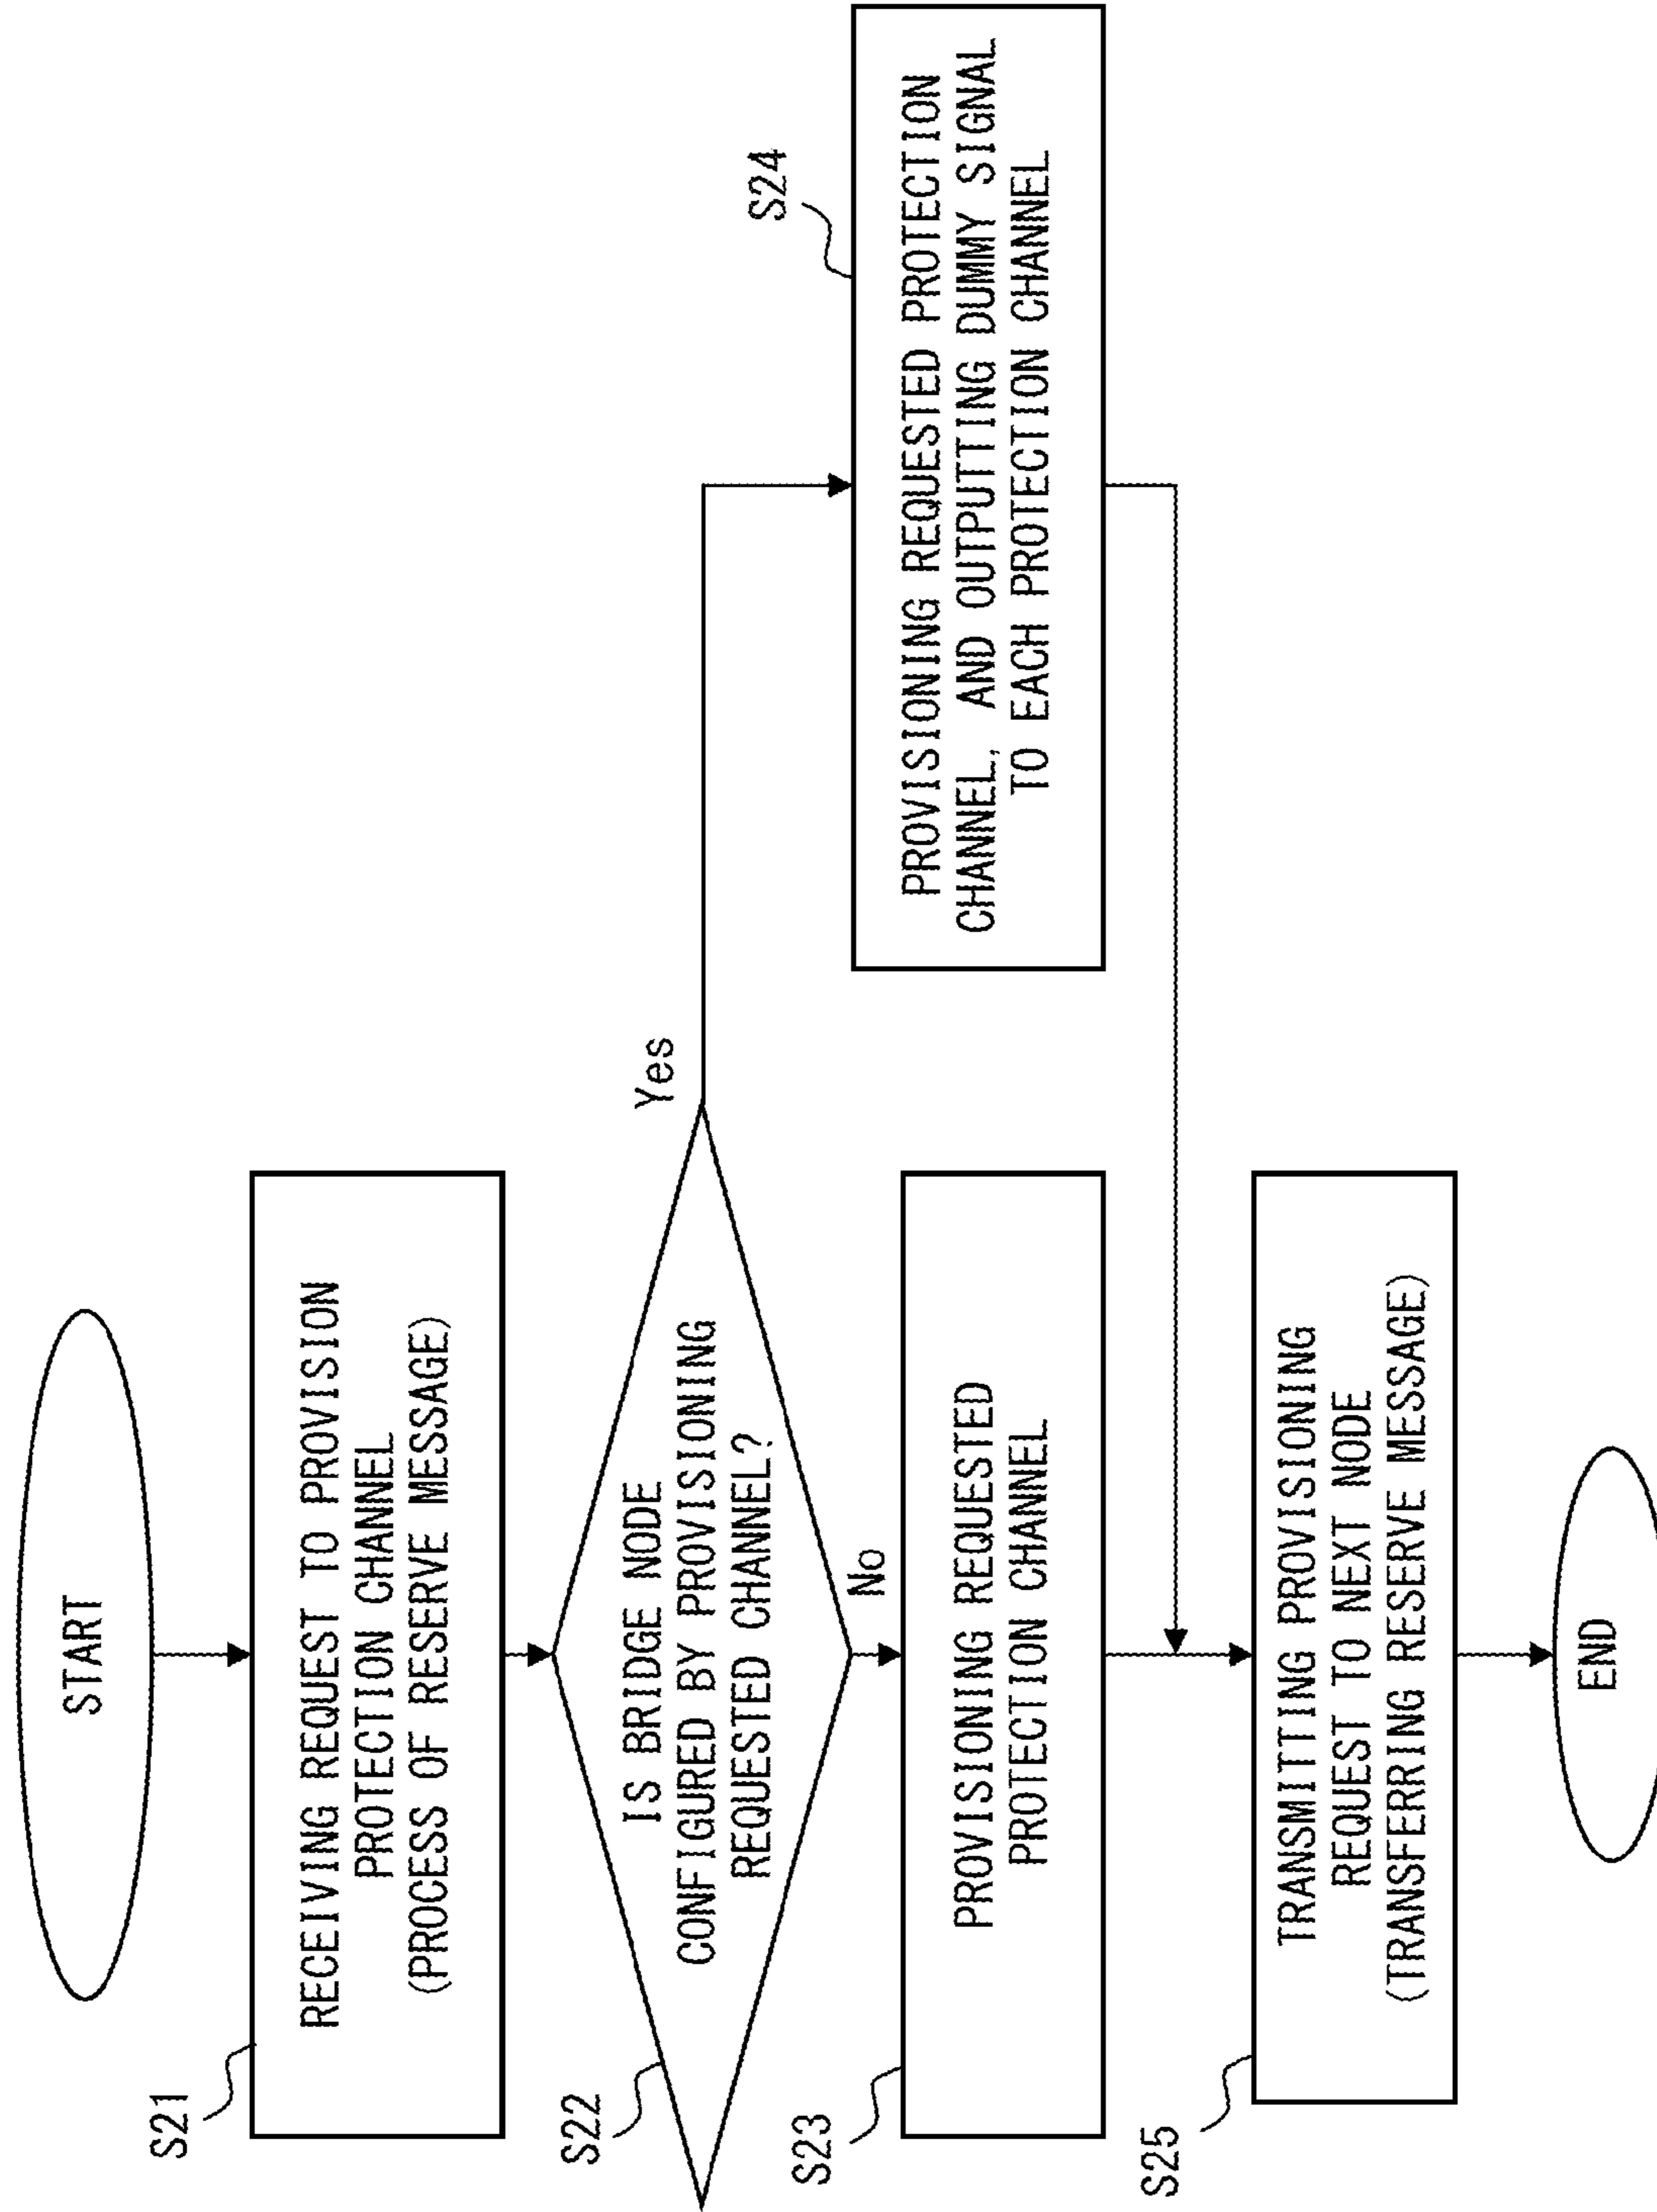 START
S21
RECEIVING REQUEST TO PROVISION
PROTECTION CHANNEL
(PROCESS OF RESERVE MESSAGE)
S22
IS BRIDGE NODE
CONFIGURED BY PROVISIONING
REQUESTED CHANNEL?
Yes
No
S23
PROVISIONING REQUESTED
PROTECTION CHANNEL
S24
PROVISIONING REQUESTED PROTECTION
CHANNEL, AND OUTPUTTING DUMMY SIGNAL
TO EACH PROTECTION CHANNEL
S25
TRANSMITTING PROVISIONING
REQUEST TO NEXT NODE
(TRANSFERRING RESERVE MESSAGE)
END